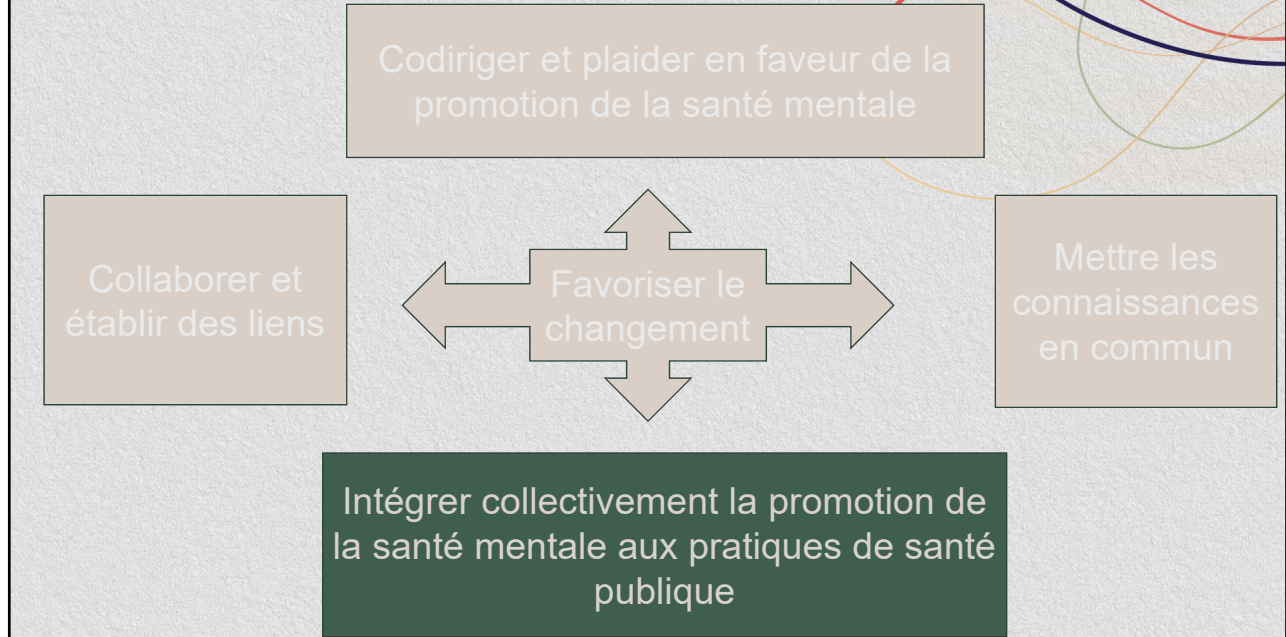 Codiriger et plaider en faveur de la
promotion de la santé mentale
Collaborer et
établir des liens
Favoriser le
changement
Mettre les
connaissances
en commun
Intégrer collectivement la promotion de
la santé mentale aux pratiques de santé
publique